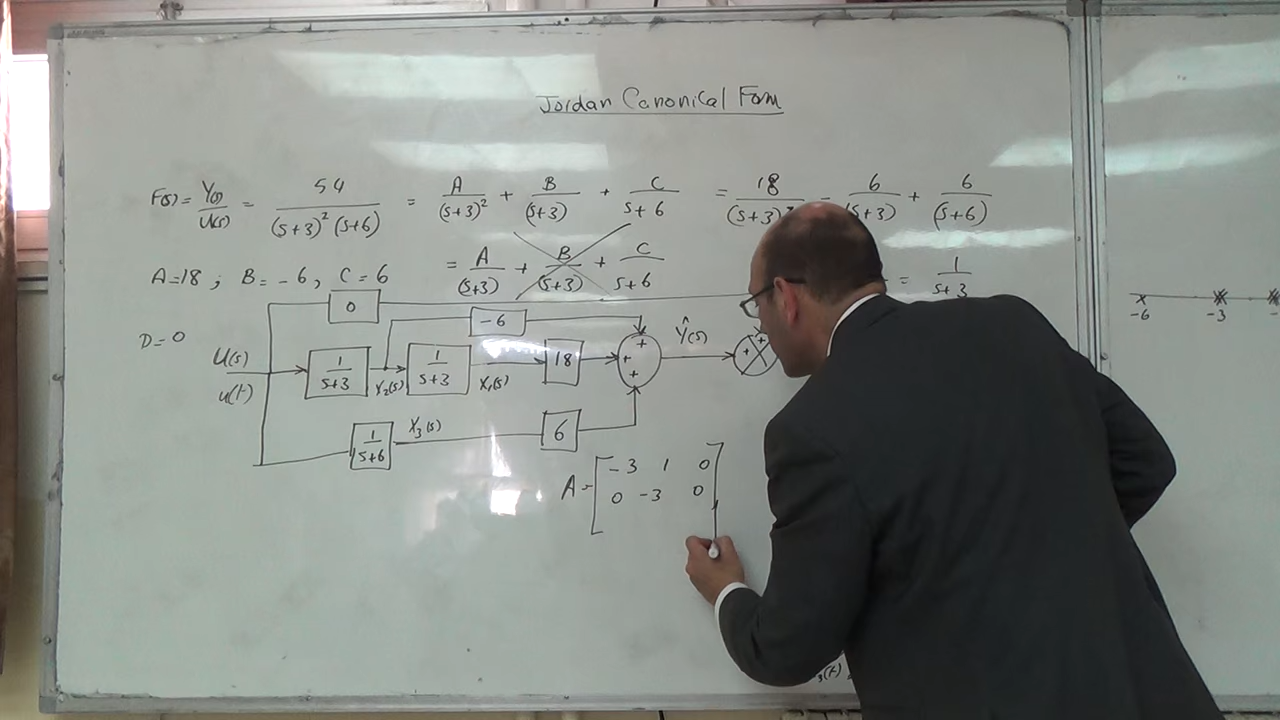 Jordan Canonical Form
F(s) = Y(s)/U(s) = 54/((s+3)² (s+6)) = A/(s+3)² + B/(s+3) + C/(s+6) = 18/(s+3)² - 6/(s+3) + 6/(s+6)
A=18 ; B=-6, C=6 = A/(s+3) + B/(s+3) + C/(s+6)
= 1/(s+3)
0
-6 -3
D=0
-6
+
U(s) 1/(s+3) X₂(s) 1/(s+3) X₁(s) 18 + Ŷ(s) + +
u(t)
+
1/(s+6) X₃(s) 6
A = [ -3 1 0
0 -3 0 ]